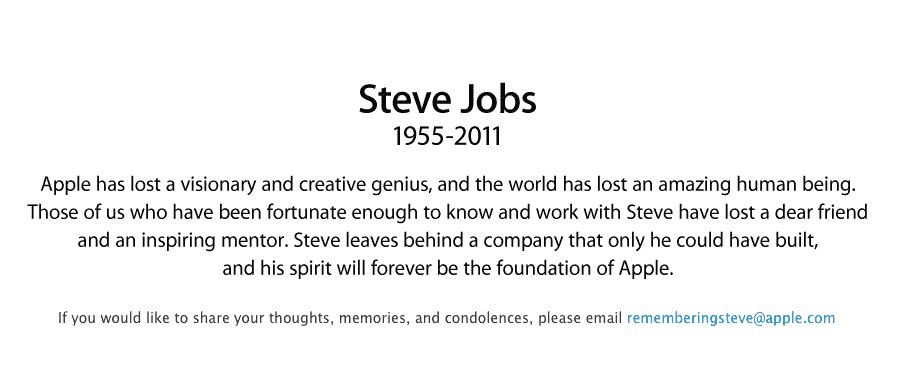 Steve Jobs
1955-2011
Apple has lost a visionary and creative genius, and the world has lost an amazing human being.
Those of us who have been fortunate enough to know and work with Steve have lost a dear friend
and an inspiring mentor. Steve leaves behind a company that only he could have built,
and his spirit will forever be the foundation of Apple.
If you would like to share your thoughts, memories, and condolences, please email rememberingsteve@apple.com